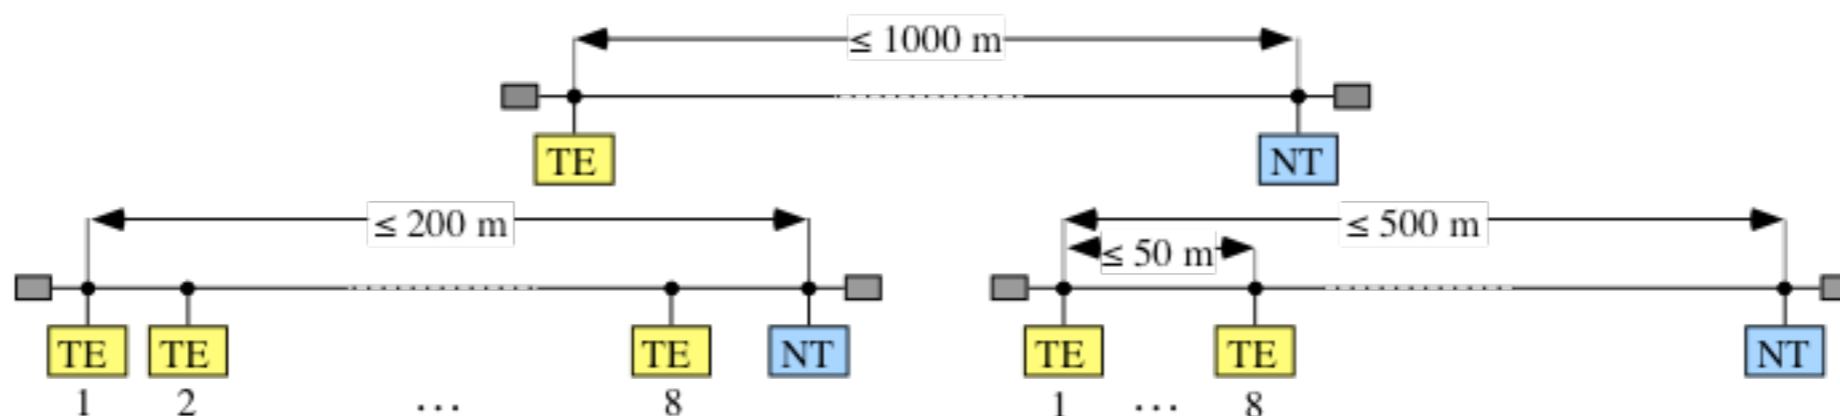 ≤ 1000 m
TE NT
≤ 200 m ≤ 500 m
≤ 50 m
TE TE TE NT TE TE NT
1 2 ... 8 1 ... 8